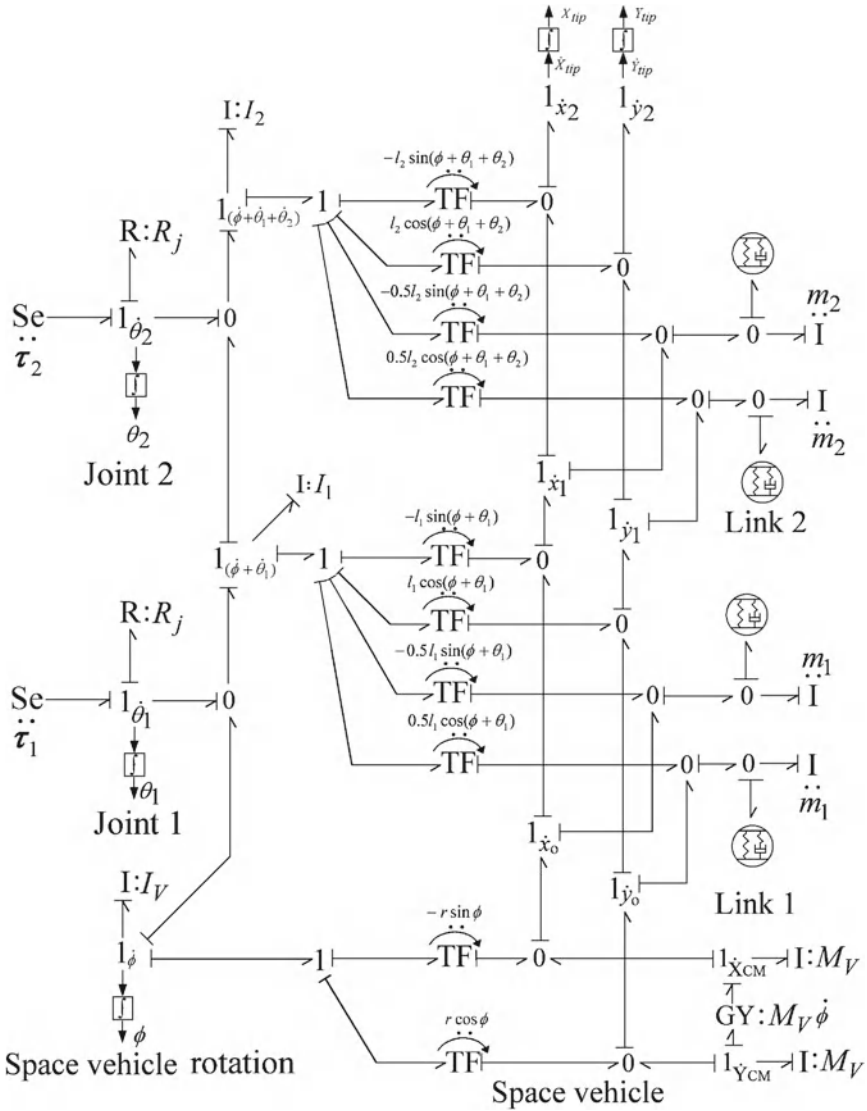 X_tip Y_tip
∫ ∫
Ẋ_tip Ẏ_tip
1_ẋ2 1_ẏ2
I:I_2
−l_2 sin(ϕ + θ_1 + θ_2)
1_(ϕ̇+θ̇_1+θ̇_2) 1 TF 0
R:R_j
l_2 cos(ϕ + θ_1 + θ_2)
TF 0
−0.5l_2 sin(ϕ + θ_1 + θ_2)
m_2
Se 1_θ̇2 0 TF 0 0 I
τ_2
0.5l_2 cos(ϕ + θ_1 + θ_2)
∫ TF 0 0 I
θ_2 m_2
Joint 2
1_ẋ1
I:I_1
Link 2
1_ẏ1
−l_1 sin(ϕ + θ_1)
1_(ϕ̇+θ̇_1) 1 TF 0
l_1 cos(ϕ + θ_1)
R:R_j
TF 0
−0.5l_1 sin(ϕ + θ_1)
m_1
Se 1_θ̇1 0 TF 0 0 I
τ_1
0.5l_1 cos(ϕ + θ_1)
∫ TF 0 0 I
θ_1 m_1
Joint 1
1_ẋo
I:I_V
1_ẏo
Link 1
−r sin ϕ
1_ϕ̇ 1 TF 0 1_ẊCM I:M_V
∫
GY:M_V ϕ̇
ϕ
r cos ϕ
TF 0 1_ẎCM I:M_V
Space vehicle rotation
Space vehicle